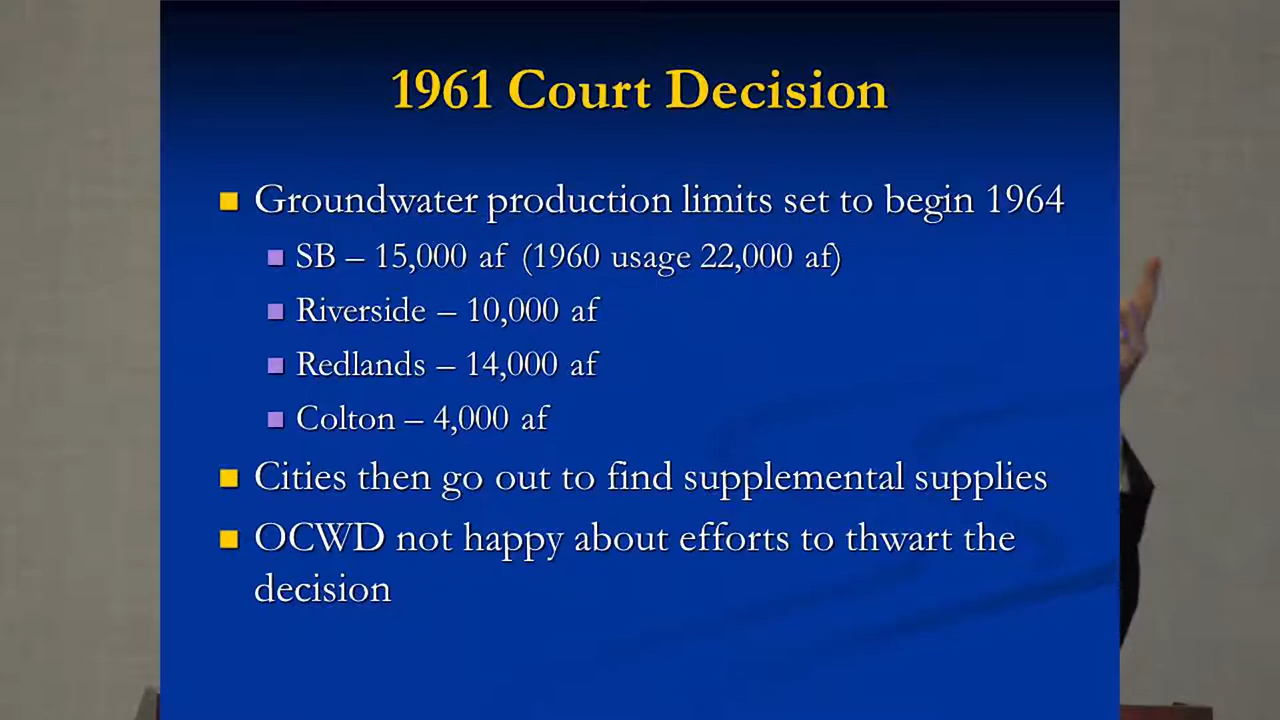 1961 Court Decision
Groundwater production limits set to begin 1964
SB – 15,000 af (1960 usage 22,000 af)
Riverside – 10,000 af
Redlands – 14,000 af
Colton – 4,000 af
Cities then go out to find supplemental supplies
OCWD not happy about efforts to thwart the
decision